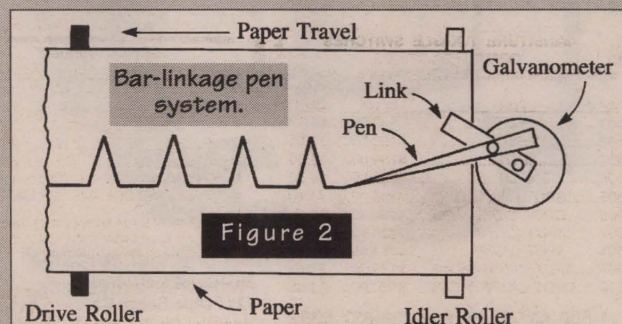 Paper Travel
Bar-linkage pen
system.
Galvanometer
Link
Pen
Figure 2
Drive Roller
Paper
Idler Roller